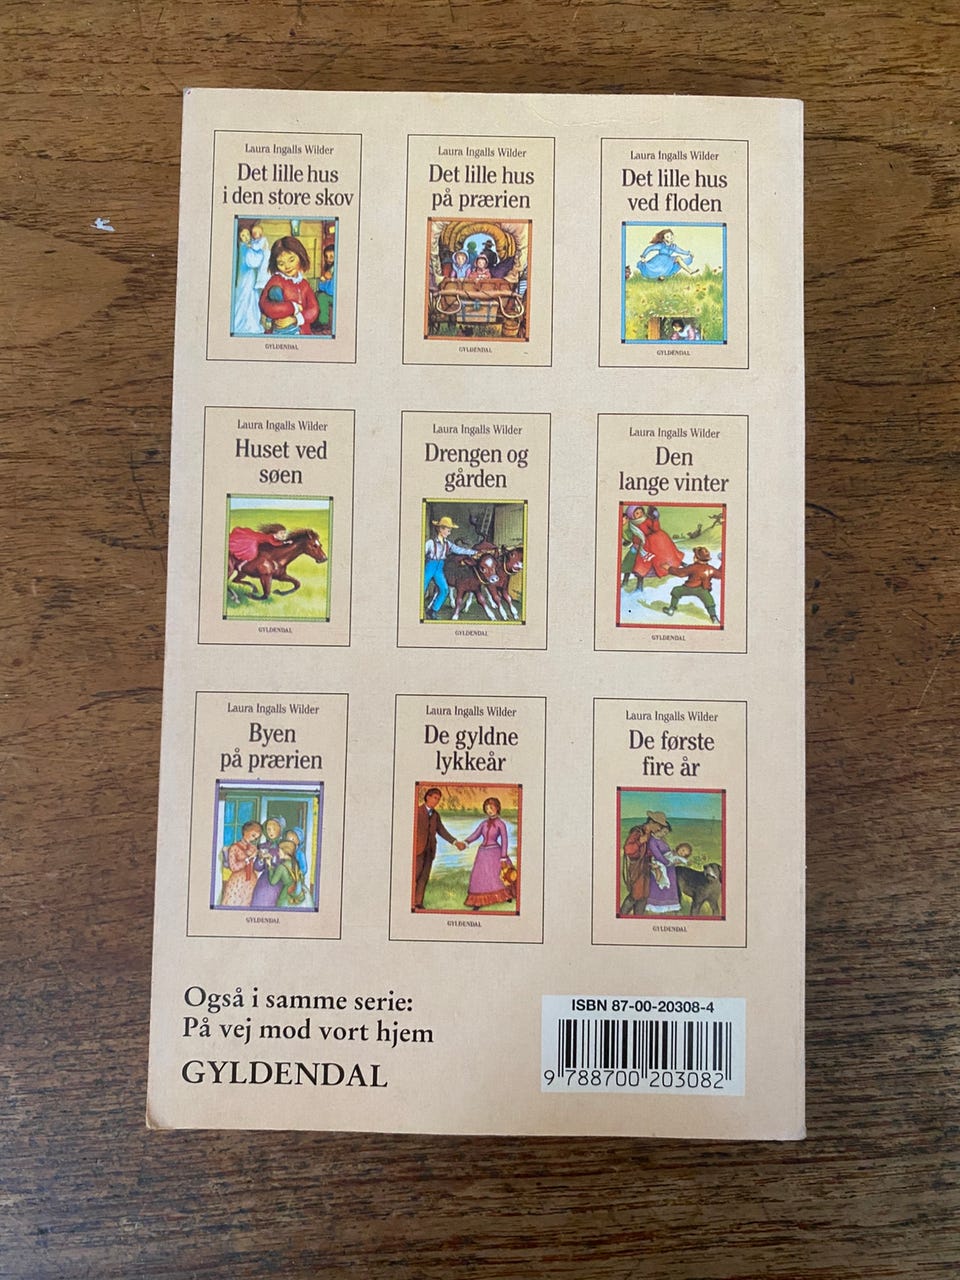 Laura Ingalls Wilder
Det lille hus
i den store skov
GYLDENDAL
Laura Ingalls Wilder
Det lille hus
på prærien
GYLDENDAL
Laura Ingalls Wilder
Det lille hus
ved floden
GYLDENDAL
Laura Ingalls Wilder
Huset ved
søen
GYLDENDAL
Laura Ingalls Wilder
Drengen og
gården
GYLDENDAL
Laura Ingalls Wilder
Den
lange vinter
GYLDENDAL
Laura Ingalls Wilder
Byen
på prærien
GYLDENDAL
Laura Ingalls Wilder
De gyldne
lykkeår
GYLDENDAL
Laura Ingalls Wilder
De første
fire år
GYLDENDAL
Også i samme serie:
På vej mod vort hjem
GYLDENDAL
ISBN 87-00-20308-4
9 788700 203082